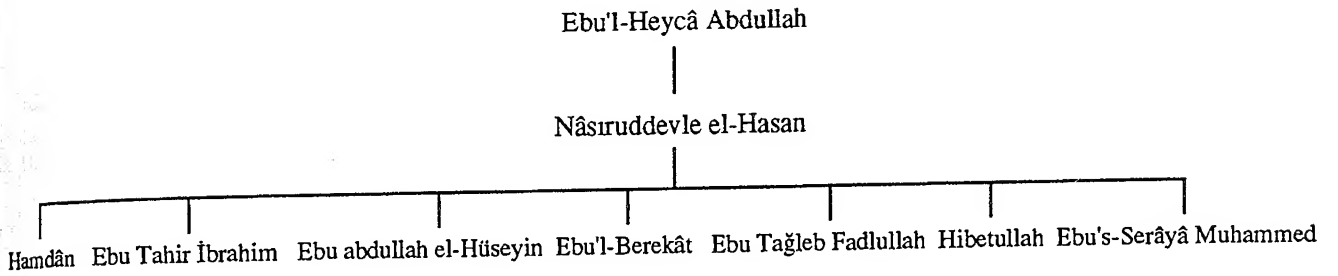 Ebu'l-Heycâ Abdullah
Nâsıruddevle el-Hasan
Hamdân Ebu Tahir İbrahim Ebu abdullah el-Hüseyin Ebu'l-Berekât Ebu Tağleb Fadlullah Hibetullah Ebu's-Serâyâ Muhammed